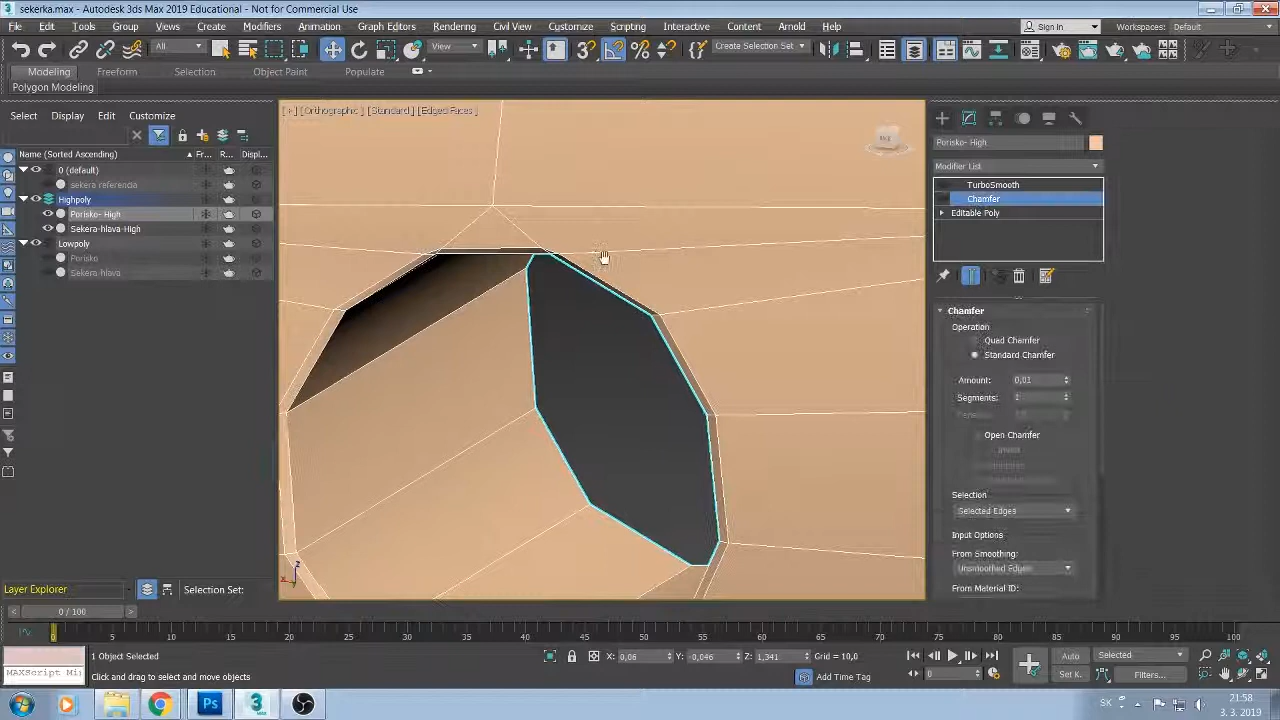 sekerka.max - Autodesk 3ds Max 2019 Educational - Not for Commercial Use
File Edit Tools Group Views Create Modifiers Animation Graph Editors Rendering Civil View Customize Scripting Interactive Content Arnold Help Sign In Workspaces: Default
All View Create Selection Set
Modeling Freeform Selection Object Paint Populate
Polygon Modeling
Select Display Edit Customize
[+] [Orthographic] [Standard] [Edged Faces]
Name (Sorted Ascending) Fr... R... Displ...
0 (default)
sekera referencia
Highpoly
Porisko- High
Sekera-hlava-High
Lowpoly
Porisko
Sekera-hlava
Porisko- High
Modifier List
TurboSmooth
Chamfer
Editable Poly
Chamfer
Operation
Quad Chamfer
Standard Chamfer
Amount: 0,01
Segments: 1
Open Chamfer
Invert
Selection
Selected Edges
Input Options
From Smoothing:
Unsmoothed Edges
From Material ID:
z
x
Layer Explorer Selection Set:
0 / 100
0 5 10 15 20 25 30 35 40 45 50 55 60 65 70 75 80 85 90 95 100
1 Object Selected X: 0,06 Y: -0,046 Z: 1,341 Grid = 10,0 Auto Selected
MAXScript Mi Click and drag to select and move objects Add Time Tag 0 Set K. Filters...
SK 21:58
3. 3. 2019